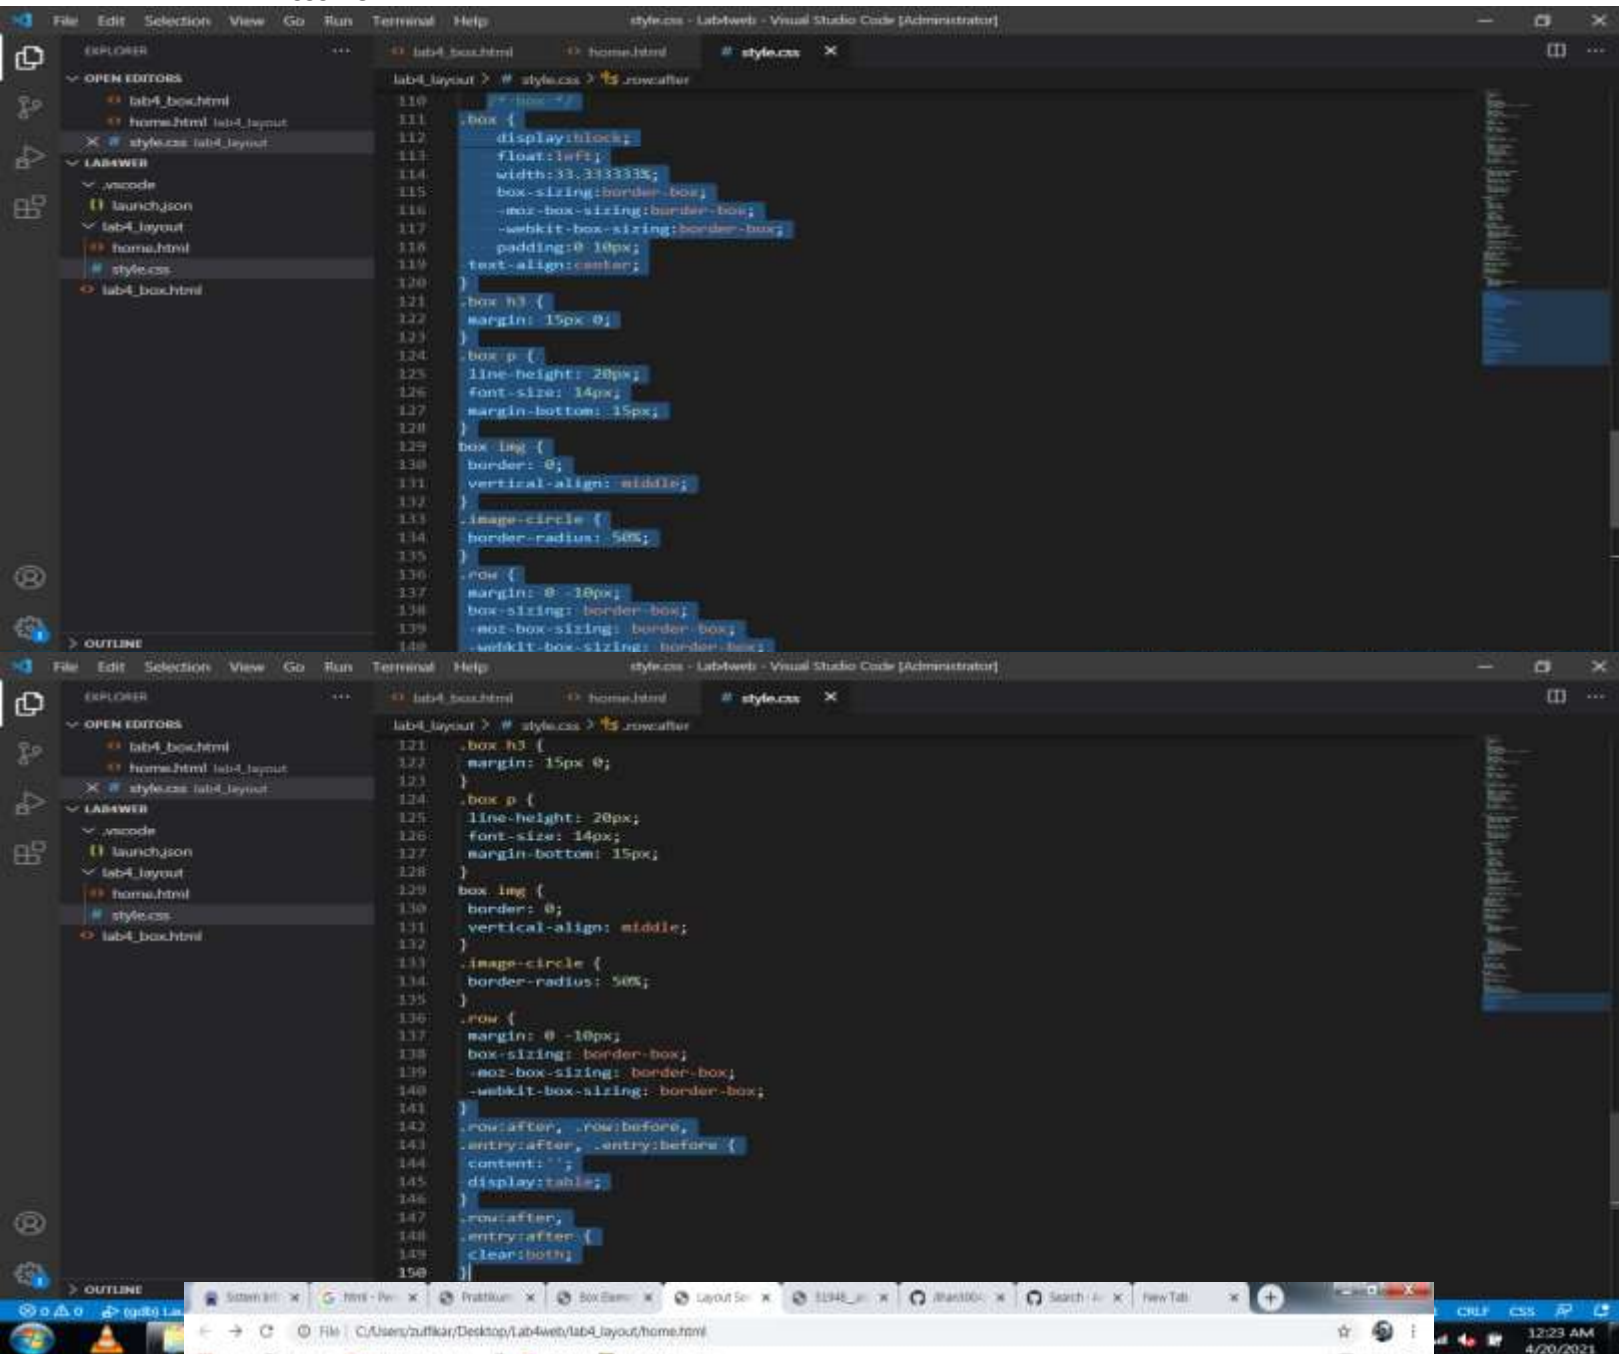 File Edit Selection View Go Run Terminal Help style.css - Lab4web - Visual Studio Code [Administrator]
EXPLORER ··· lab4_box.html home.html # style.css ×
OPEN EDITORS lab4_layout > # style.css > .row:after
lab4_box.html
home.html lab4_layout
× # style.css lab4_layout
LAB4WEB
.vscode
launch.json
lab4_layout
home.html
# style.css
lab4_box.html
> OUTLINE
110 /* box */
111 .box {
112 display:block;
113 float:left;
114 width:33.333333%;
115 box-sizing:border-box;
116 -moz-box-sizing:border-box;
117 -webkit-box-sizing:border-box;
118 padding:0 10px;
119 text-align:center;
120 }
121 .box h3 {
122 margin: 15px 0;
123 }
124 .box p {
125 line-height: 20px;
126 font-size: 14px;
127 margin-bottom: 15px;
128 }
129 box img {
130 border: 0;
131 vertical-align: middle;
132 }
133 .image-circle {
134 border-radius: 50%;
135 }
136 .row {
137 margin: 0 -10px;
138 box-sizing: border-box;
139 -moz-box-sizing: border-box;
140 -webkit-box-sizing: border-box;
File Edit Selection View Go Run Terminal Help style.css - Lab4web - Visual Studio Code [Administrator]
EXPLORER ··· lab4_box.html home.html # style.css ×
OPEN EDITORS lab4_layout > # style.css > .row:after
lab4_box.html
home.html lab4_layout
× # style.css lab4_layout
LAB4WEB
.vscode
launch.json
lab4_layout
home.html
# style.css
lab4_box.html
> OUTLINE
121 .box h3 {
122 margin: 15px 0;
123 }
124 .box p {
125 line-height: 20px;
126 font-size: 14px;
127 margin-bottom: 15px;
128 }
129 box img {
130 border: 0;
131 vertical-align: middle;
132 }
133 .image-circle {
134 border-radius: 50%;
135 }
136 .row {
137 margin: 0 -10px;
138 box-sizing: border-box;
139 -moz-box-sizing: border-box;
140 -webkit-box-sizing: border-box;
141 }
142 .row:after, .row:before,
143 .entry:after, .entry:before {
144 content:'';
145 display:table;
146 }
147 .row:after,
148 .entry:after {
149 clear:both;
150 }
Praktikum Box Elem Layout Se Search New Tab
0 0 (gdb) CRLF CSS
File C:/Users/zulfikar/Desktop/Lab4web/lab4_layout/home.html
12:23 AM
4/20/2021